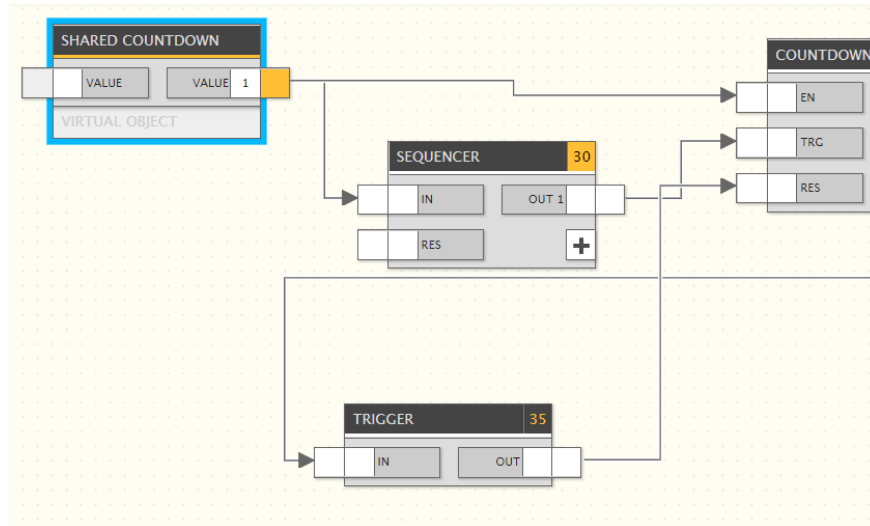 SHARED COUNTDOWN
VALUE
VALUE 1
VIRTUAL OBJECT
COUNTDOWN
EN
TRG
RES
SEQUENCER 30
IN
OUT 1
RES
+
TRIGGER 35
IN
OUT